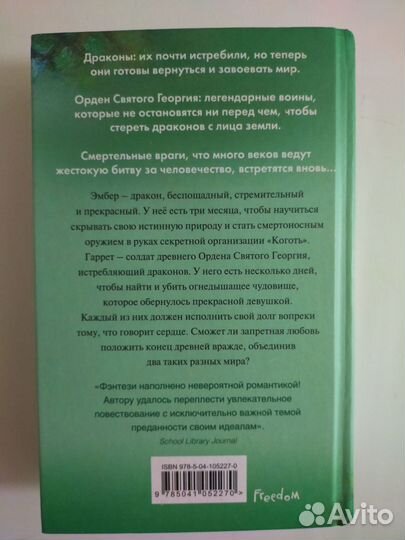 Драконы: их почти истребили, но теперь
они готовы вернуться и завоевать мир.
Орден Святого Георгия: легендарные воины,
которые не остановятся ни перед чем, чтобы
стереть драконов с лица земли.
Смертельные враги, что много веков ведут
жестокую битву за человечество, встретятся вновь...
Эмбер – дракон, беспощадный, стремительный
и прекрасный. У неё есть три месяца, чтобы научиться
скрывать свою истинную природу и стать смертоносным
оружием в руках секретной организации «Коготь».
Гаррет – солдат древнего Ордена Святого Георгия,
истребляющий драконов. У него есть несколько дней,
чтобы найти и убить огнедышащее чудовище,
которое обернулось прекрасной девушкой.
Каждый из них должен исполнить свой долг вопреки
тому, что говорит сердце. Сможет ли запретная любовь
положить конец древней вражде, объединив
два таких разных мира?
«Фэнтези наполнено невероятной романтикой!
Автору удалось переплести увлекательное
повествование с исключительно важной темой
преданности своим идеалам».
School Library Journal
ISBN 978-5-04-105227-0
9 785041 052270 >
Freedom
Avito